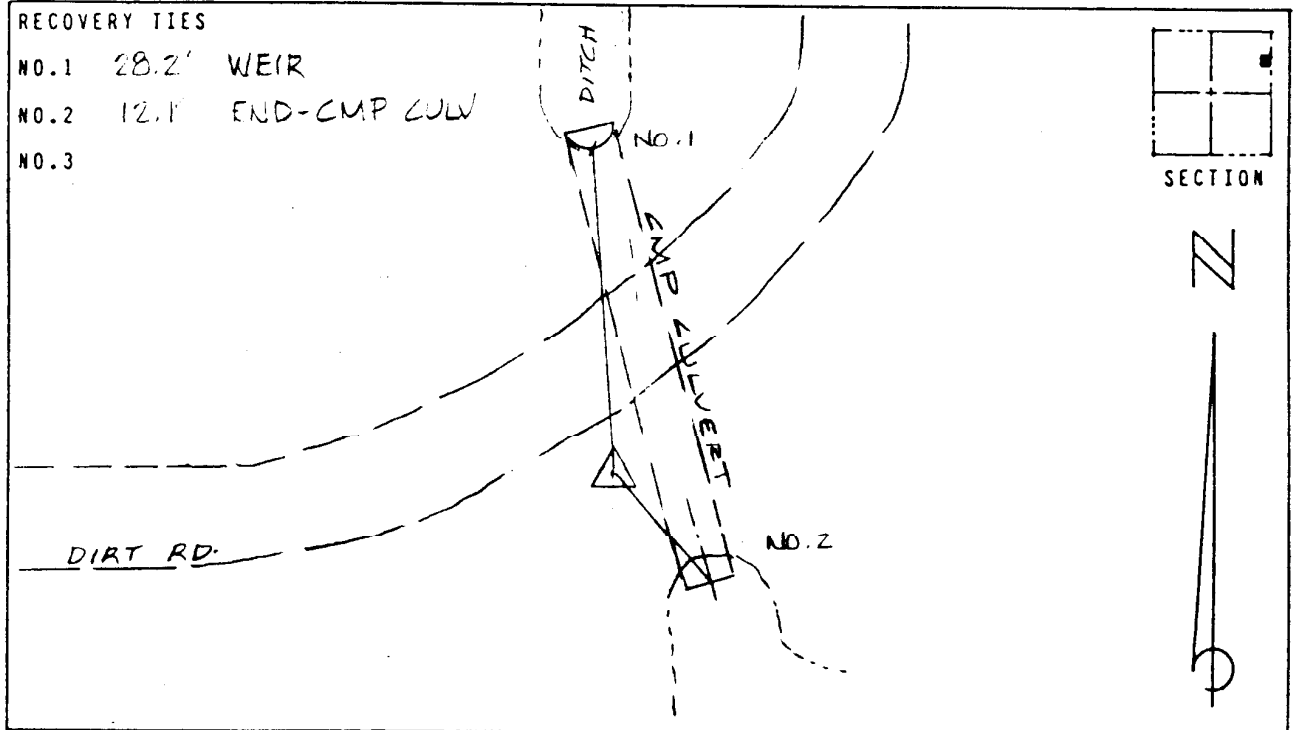 RECOVERY TIES
NO.1 28.2' WEIR
NO.2 12.1' END-CMP CULV
NO.3
DITCH
NO.1
SECTION
N
CMP CULVERT
NO.2
DIRT RD.